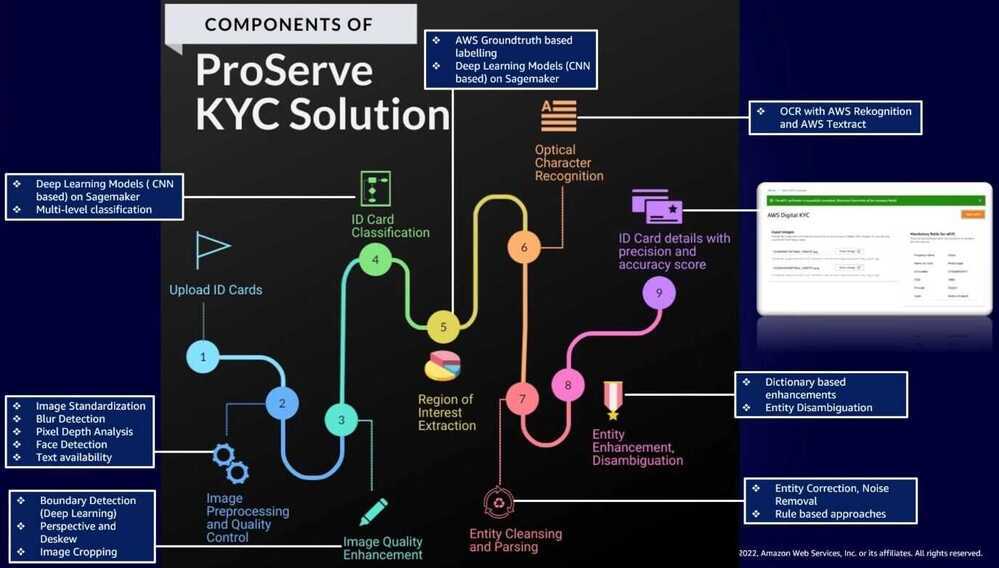 COMPONENTS OF
ProServe
KYC Solution
❖ AWS Groundtruth based
labelling
❖ Deep Learning Models (CNN
based) on Sagemaker
❖ OCR with AWS Rekognition
and AWS Textract
❖ Deep Learning Models ( CNN
based) on Sagemaker
❖ Multi-level classification
Upload ID Cards
1
❖ Image Standardization
❖ Blur Detection
❖ Pixel Depth Analysis
❖ Face Detection
❖ Text availability
2
Image
Preprocessing
and Quality
Control
❖ Boundary Detection
(Deep Learning)
❖ Perspective and
Deskew
❖ Image Cropping
3
Image Quality
Enhancement
ID Card
Classification
4
5
Region of
Interest
Extraction
A
Optical
Character
Recognition
6
7
Entity Cleansing
and Parsing
❖ Entity Correction, Noise
Removal
❖ Rule based approaches
8
Entity
Enhancement,
Disambiguation
❖ Dictionary based
enhancements
❖ Entity Disambiguation
ID Card details with
precision and
accuracy score
9
AWS Digital KYC
Input Images
Mandatory fields for eKYC
2022, Amazon Web Services, Inc. or its affiliates. All rights reserved.